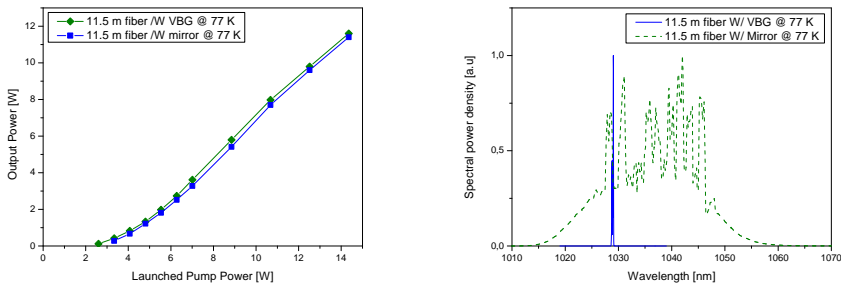 11.5 m fiber /W VBG @ 77 K
11.5 m fiber /W mirror @ 77 K
Output Power [W]
12
10
8
6
4
2
0
0 2 4 6 8 10 12 14
Launched Pump Power [W]
11.5 m fiber W/ VBG @ 77 K
11.5 m fiber W/ Mirror @ 77 K
Spectral power density [a.u]
1,0
0,5
0,0
1010 1020 1030 1040 1050 1060 1070
Wavelength [nm]